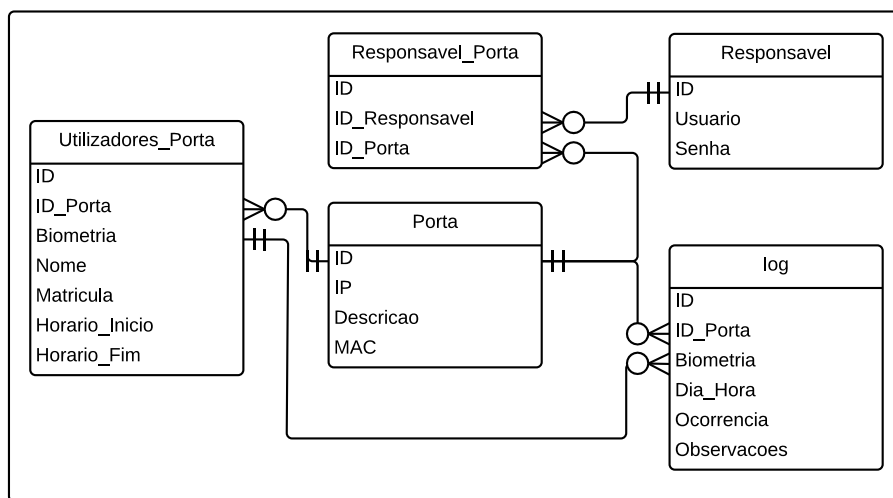 Responsavel_Porta
ID
ID_Responsavel
ID_Porta
Responsavel
ID
Usuario
Senha
Utilizadores_Porta
ID
ID_Porta
Biometria
Nome
Matricula
Horario_Inicio
Horario_Fim
Porta
ID
IP
Descricao
MAC
log
ID
ID_Porta
Biometria
Dia_Hora
Ocorrencia
Observacoes